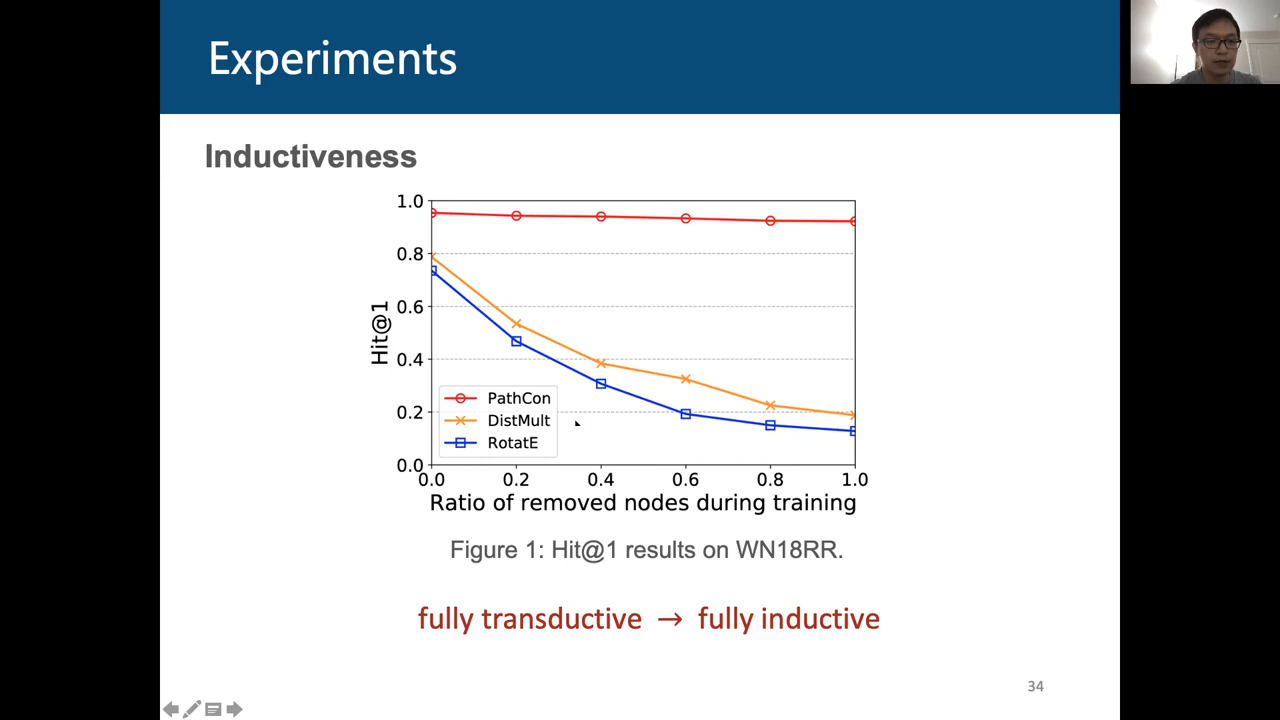 Experiments
Inductiveness
1.0
0.8
0.6
0.4
0.2
0.0
Hit@1
PathCon
DistMult
RotatE
0.0 0.2 0.4 0.6 0.8 1.0
Ratio of removed nodes during training
Figure 1: Hit@1 results on WN18RR.
fully transductive → fully inductive
34